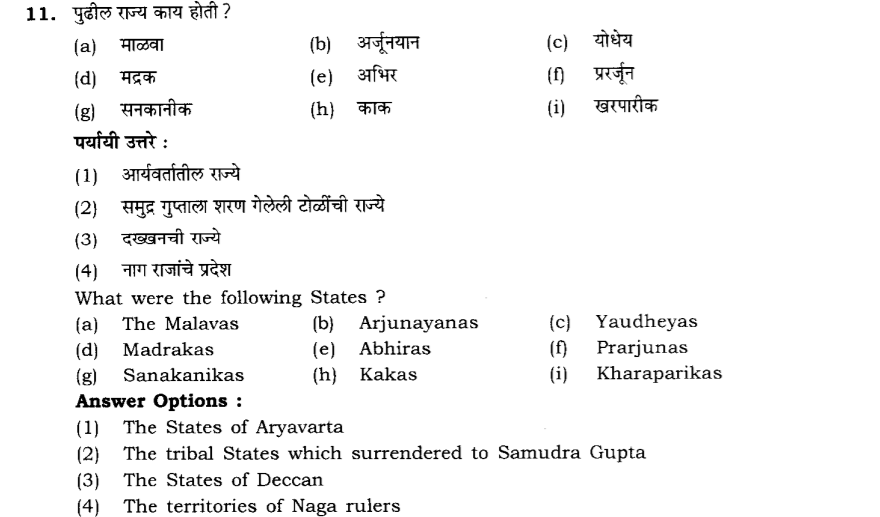 11. पुढील राज्य काय होती ?
(a) माळवा (b) अर्जूनयान (c) योधेय
(d) मद्रक (e) अभिर (f) प्ररर्जून
(g) सनकानीक (h) काक (i) खरपारीक
पर्यायी उत्तरे :
(1) आर्यवर्तातील राज्ये
(2) समुद्र गुप्ताला शरण गेलेली टोळींची राज्ये
(3) दख्खनची राज्ये
(4) नाग राजांचे प्रदेश
What were the following States ?
(a) The Malavas (b) Arjunayanas (c) Yaudheyas
(d) Madrakas (e) Abhiras (f) Prarjunas
(g) Sanakanikas (h) Kakas (i) Kharaparikas
Answer Options :
(1) The States of Aryavarta
(2) The tribal States which surrendered to Samudra Gupta
(3) The States of Deccan
(4) The territories of Naga rulers